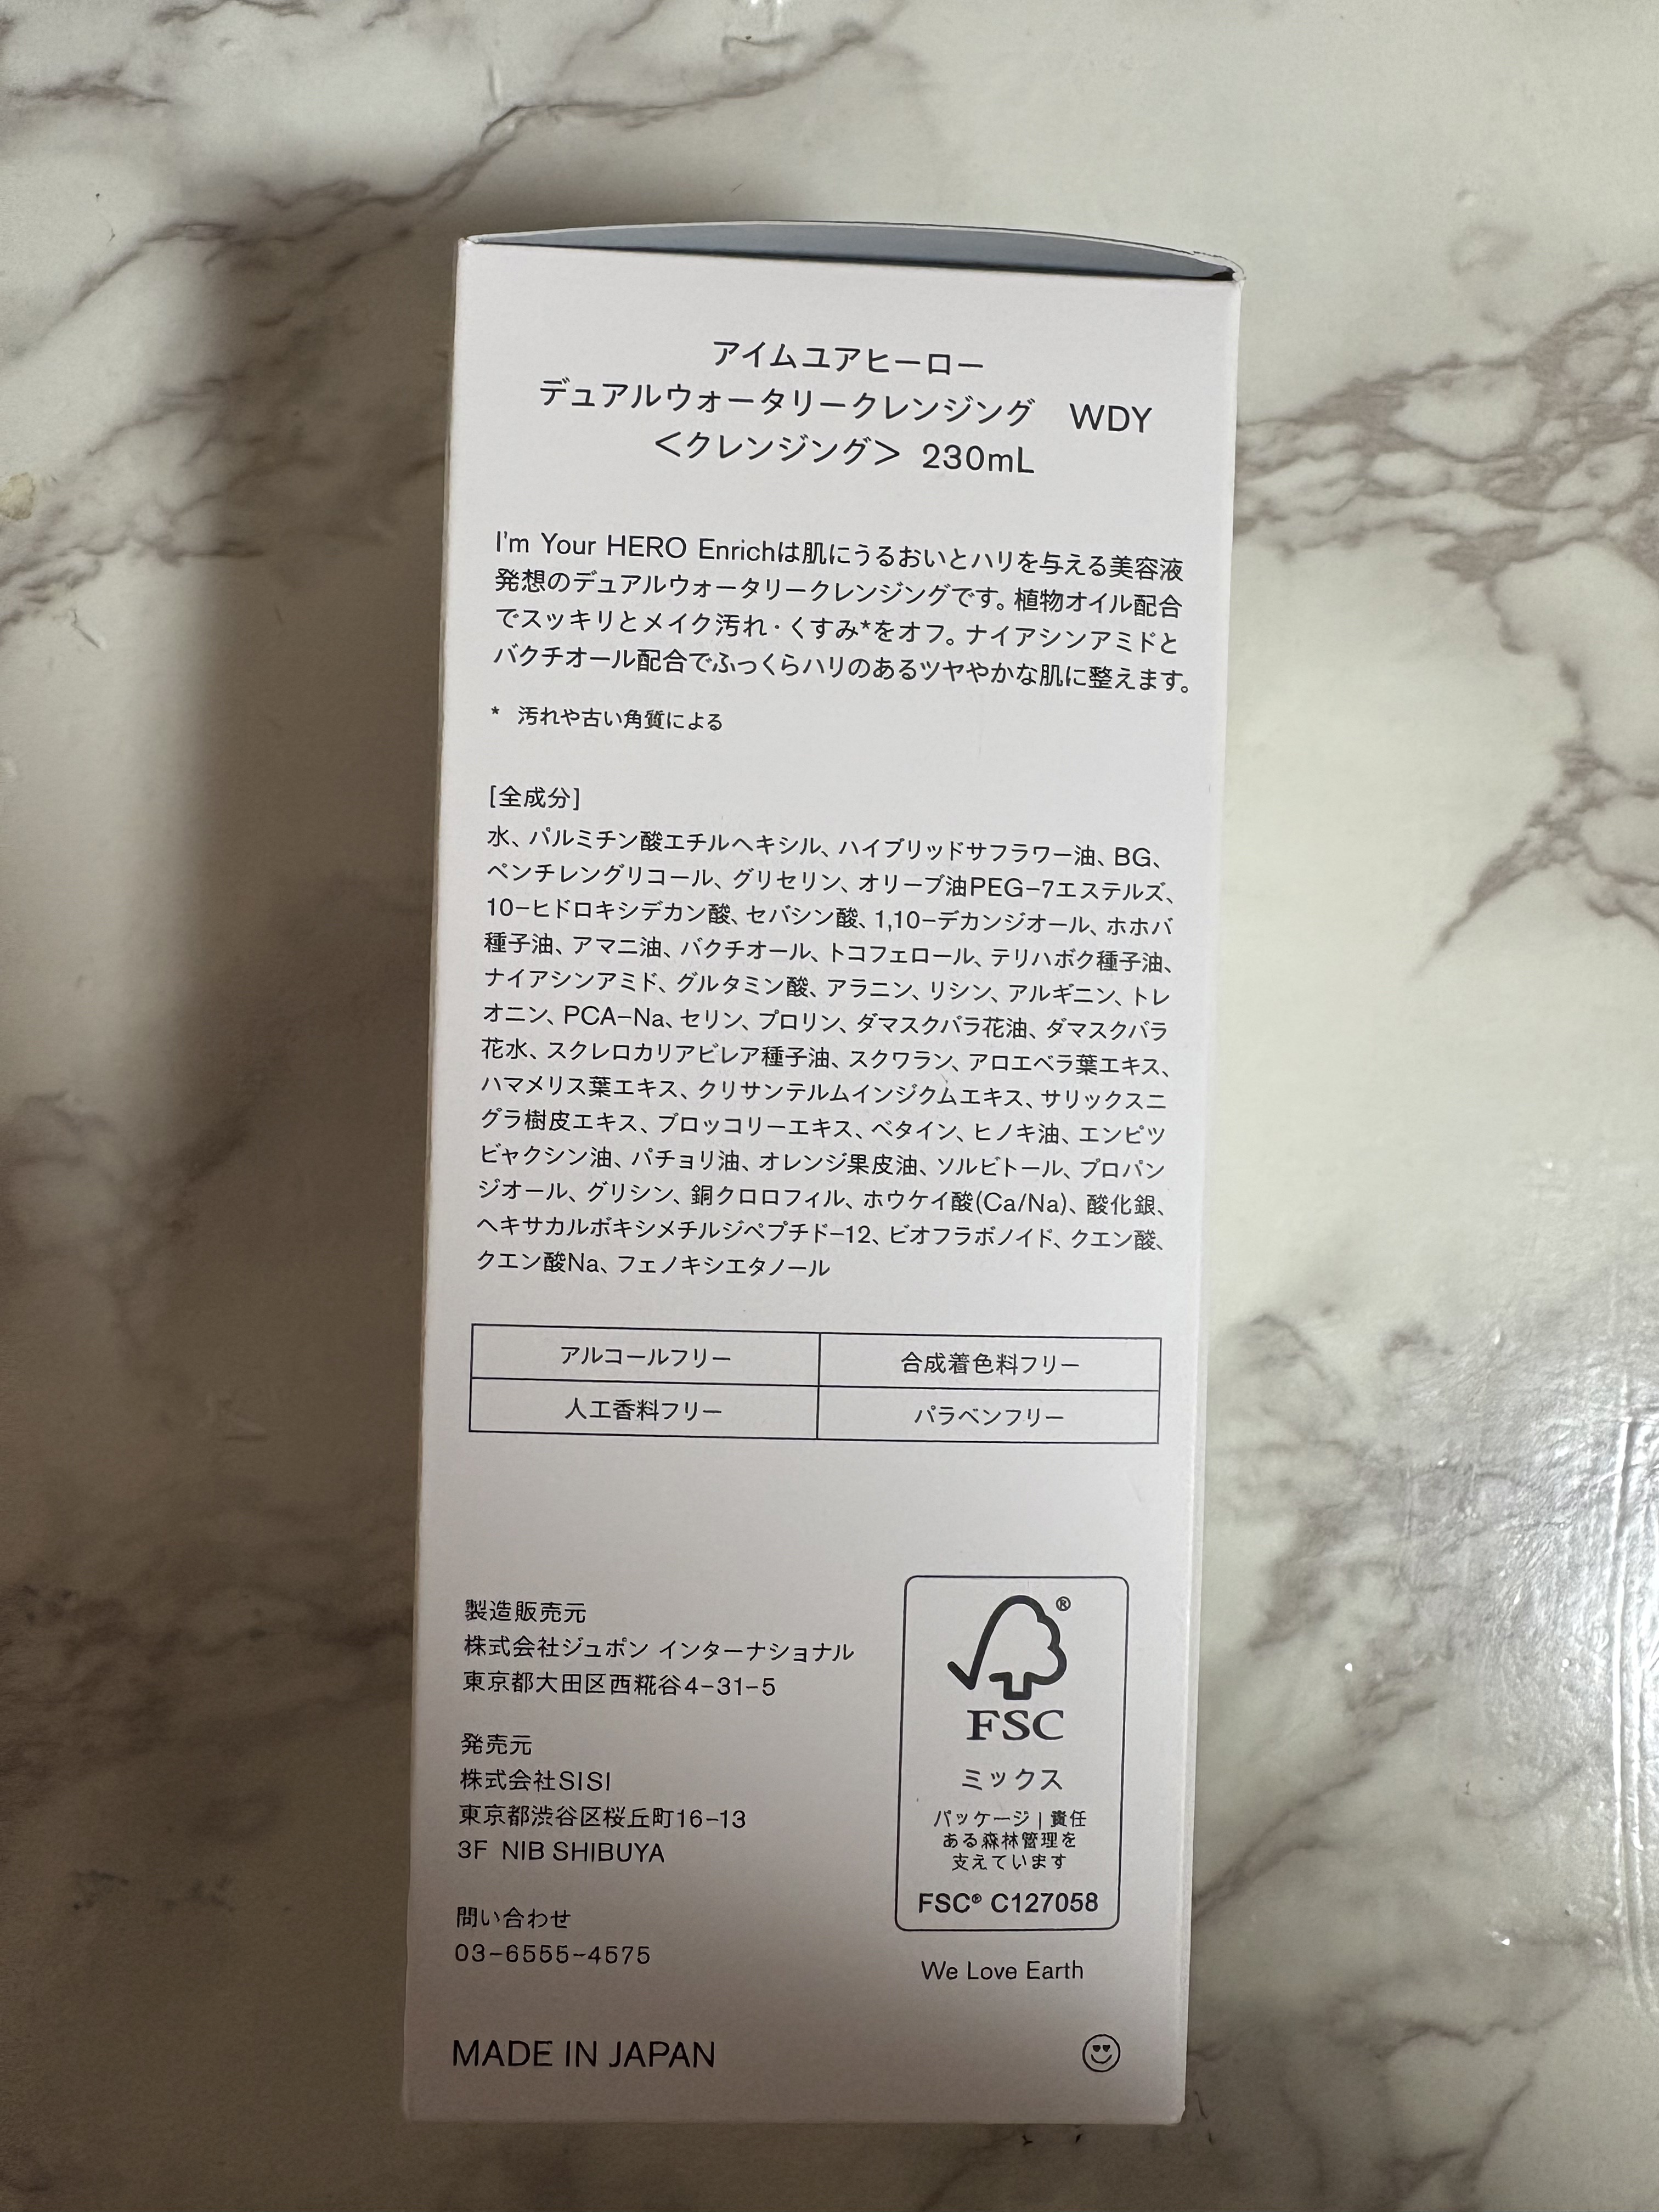 アイムユアヒーロー
デュアルウォータリークレンジング　WDY
＜クレンジング＞ 230mL
I'm Your HERO Enrichは肌にうるおいとハリを与える美容液
発想のデュアルウォータリークレンジングです。植物オイル配合
でスッキリとメイク汚れ・くすみ*をオフ。ナイアシンアミドと
バクチオール配合でふっくらハリのあるツヤやかな肌に整えます。
* 汚れや古い角質による
[全成分]
水、パルミチン酸エチルヘキシル、ハイブリッドサフラワー油、BG、
ペンチレングリコール、グリセリン、オリーブ油PEG−7エステルズ、
10−ヒドロキシデカン酸、セバシン酸、1,10−デカンジオール、ホホバ
種子油、アマニ油、バクチオール、トコフェロール、テリハボク種子油、
ナイアシンアミド、グルタミン酸、アラニン、リシン、アルギニン、トレ
オニン、PCA−Na、セリン、プロリン、ダマスクバラ花油、ダマスクバラ
花水、スクレロカリアビレア種子油、スクワラン、アロエベラ葉エキス、
ハマメリス葉エキス、クリサンテルムインジクムエキス、サリックスニ
グラ樹皮エキス、ブロッコリーエキス、ベタイン、ヒノキ油、エンピツ
ビャクシン油、パチョリ油、オレンジ果皮油、ソルビトール、プロパン
ジオール、グリシン、銅クロロフィル、ホウケイ酸(Ca/Na)、酸化銀、
ヘキサカルボキシメチルジペプチド−12、ビオフラボノイド、クエン酸、
クエン酸Na、フェノキシエタノール
アルコールフリー 合成着色料フリー
人工香料フリー パラベンフリー
製造販売元
株式会社ジュポン インターナショナル
東京都大田区西糀谷4−31−5
発売元
株式会社SISI
東京都渋谷区桜丘町16−13
3F NIB SHIBUYA
問い合わせ
03−6555−4575
MADE IN JAPAN
®
FSC
ミックス
パッケージ | 責任
ある森林管理を
支えています
FSC® C127058
We Love Earth